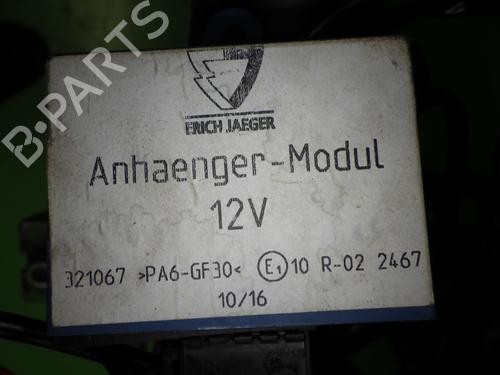 B-PARTS
ERICH JAEGER
Anhaenger-Modul
12V
321067 >PA6-GF30< E1 10 R-02 2467
10/16